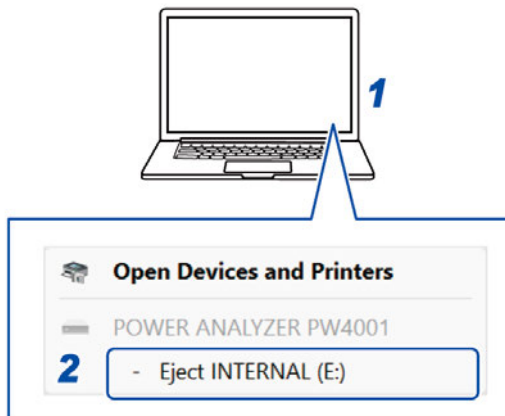 1
Open Devices and Printers
POWER ANALYZER PW4001
2
- Eject INTERNAL (E:)